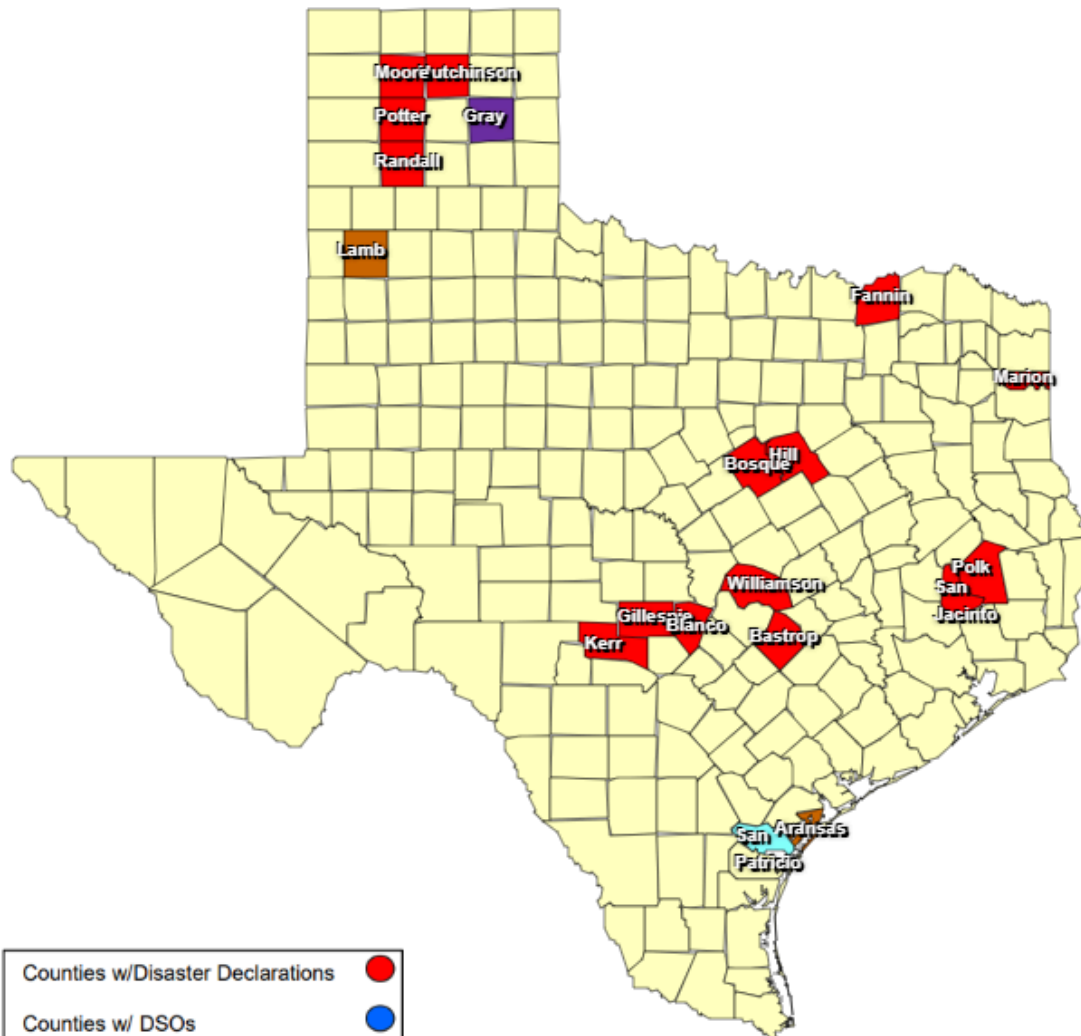 Moore
Hutchinson
Potter
Gray
Randall
Lamb
Fannin
Marion
Hill
Bosque
Polk
Williamson
San
Jacinto
Gillespie
Blanco
Bastrop
Kerr
San
Patricio
Aransas
Counties w/Disaster Declarations
Counties w/ DSOs